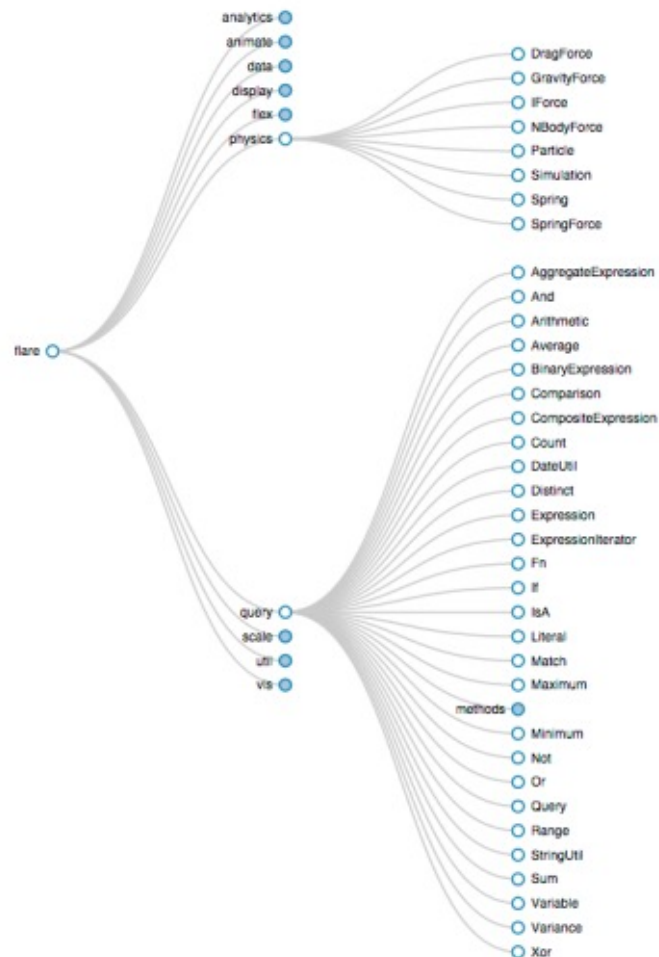 analytics
animate
data
display
flex
physics
DragForce
GravityForce
IForce
NBodyForce
Particle
Simulation
Spring
SpringForce
flare
query
scale
util
vis
AggregateExpression
And
Arithmetic
Average
BinaryExpression
Comparison
CompositeExpression
Count
DateUtil
Distinct
Expression
ExpressionIterator
Fn
If
IsA
Literal
Match
Maximum
methods
Minimum
Not
Or
Query
Range
StringUtil
Sum
Variable
Variance
Xor